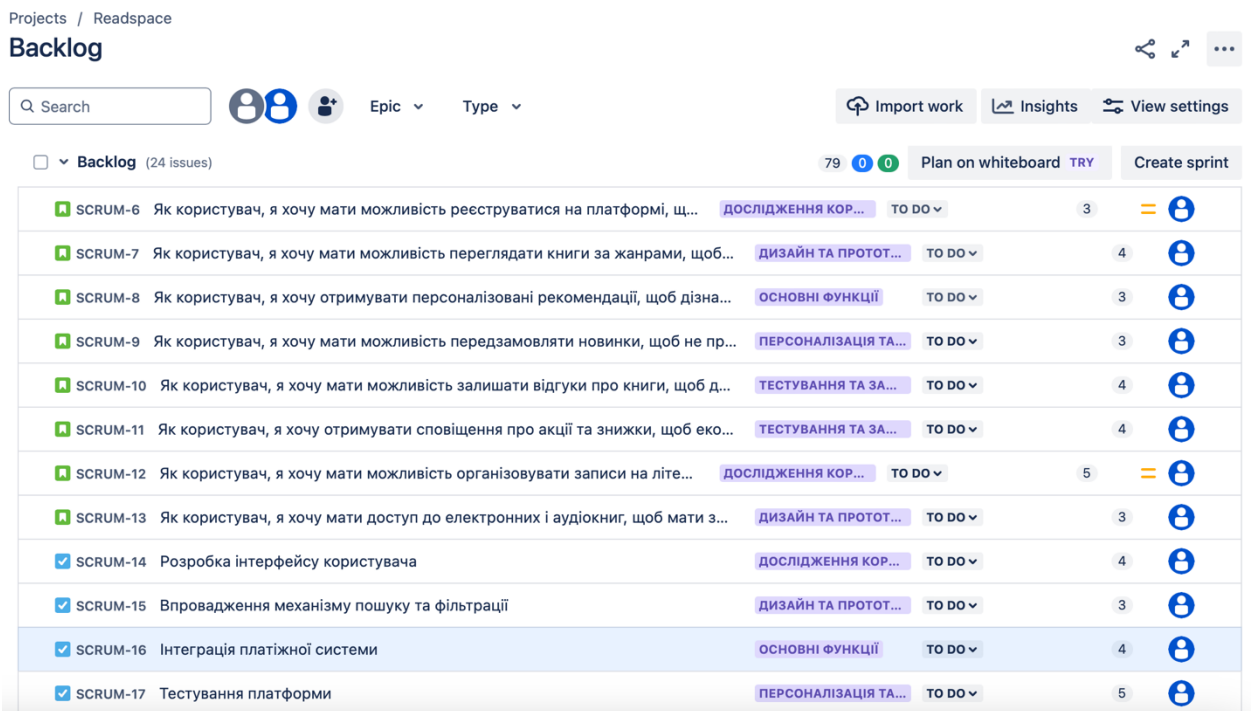 Projects / Readspace
Backlog
Search Epic Type Import work Insights View settings
Backlog (24 issues) 79 0 0 Plan on whiteboard TRY Create sprint
SCRUM-6 Як користувач, я хочу мати можливість реєструватися на платформі, щ... ДОСЛІДЖЕННЯ КОР... TO DO 3
SCRUM-7 Як користувач, я хочу мати можливість переглядати книги за жанрами, щоб... ДИЗАЙН ТА ПРОТОТ... TO DO 4
SCRUM-8 Як користувач, я хочу отримувати персоналізовані рекомендації, щоб дізна... ОСНОВНІ ФУНКЦІЇ TO DO 3
SCRUM-9 Як користувач, я хочу мати можливість передзамовляти новинки, щоб не пр... ПЕРСОНАЛІЗАЦІЯ ТА... TO DO 3
SCRUM-10 Як користувач, я хочу мати можливість залишати відгуки про книги, щоб д... ТЕСТУВАННЯ ТА ЗА... TO DO 4
SCRUM-11 Як користувач, я хочу отримувати сповіщення про акції та знижки, щоб еко... ТЕСТУВАННЯ ТА ЗА... TO DO 4
SCRUM-12 Як користувач, я хочу мати можливість організовувати записи на літе... ДОСЛІДЖЕННЯ КОР... TO DO 5
SCRUM-13 Як користувач, я хочу мати доступ до електронних і аудіокниг, щоб мати з... ДИЗАЙН ТА ПРОТОТ... TO DO 3
SCRUM-14 Розробка інтерфейсу користувача ДОСЛІДЖЕННЯ КОР... TO DO 4
SCRUM-15 Впровадження механізму пошуку та фільтрації ДИЗАЙН ТА ПРОТОТ... TO DO 3
SCRUM-16 Інтеграція платіжної системи ОСНОВНІ ФУНКЦІЇ TO DO 4
SCRUM-17 Тестування платформи ПЕРСОНАЛІЗАЦІЯ ТА... TO DO 5